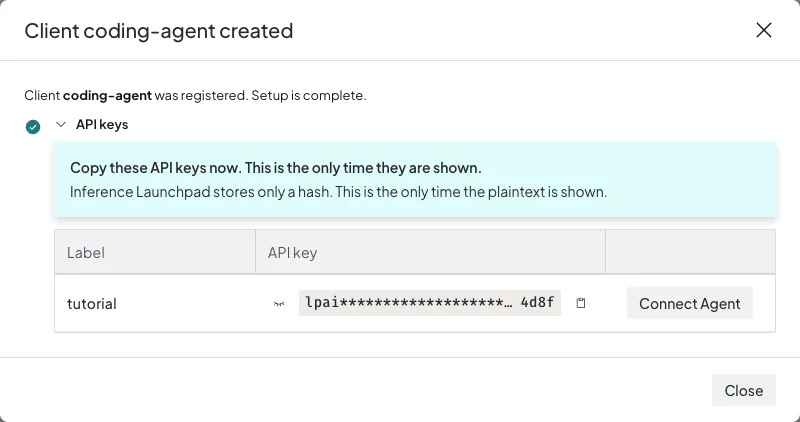 Client coding-agent created
Client coding-agent was registered. Setup is complete.
API keys
Copy these API keys now. This is the only time they are shown.
Inference Launchpad stores only a hash. This is the only time the plaintext is shown.
Label API key
tutorial lpai*******************… 4d8f Connect Agent
Close